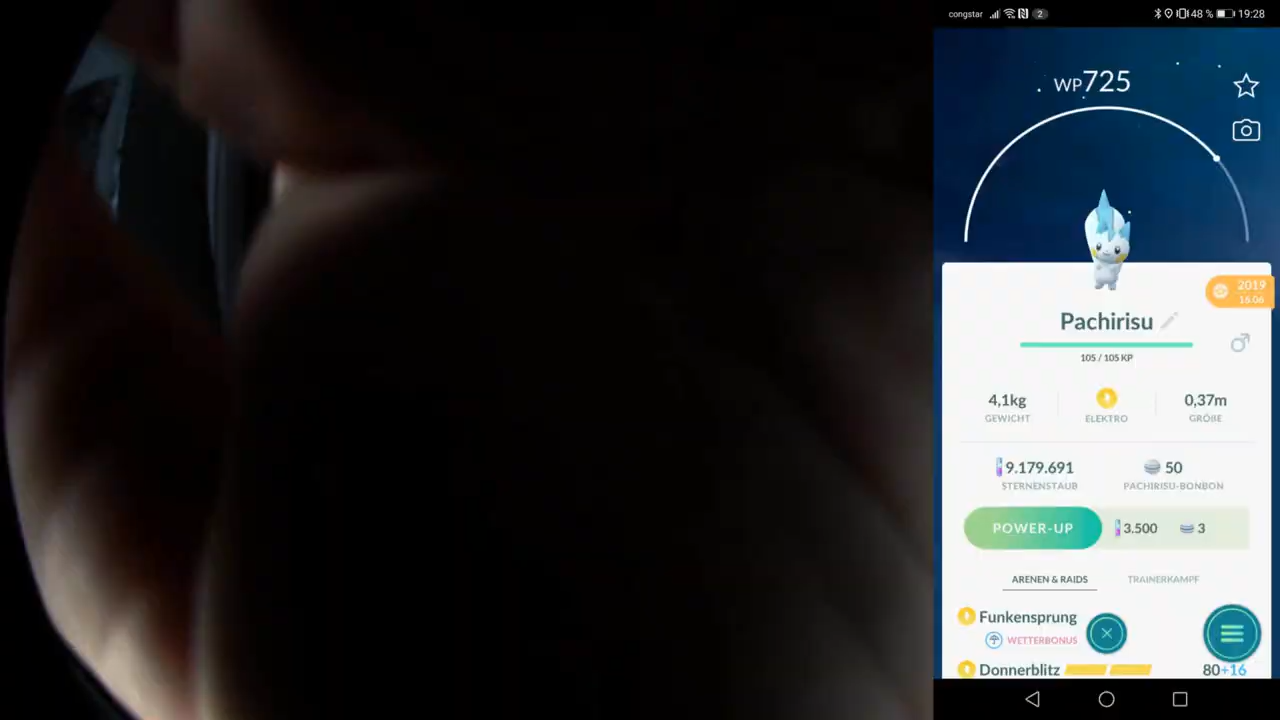 congstar 2 48 % 19:28
WP725
2019
16.06
Pachirisu
105 / 105 KP
4,1kg 0,37m
GEWICHT ELEKTRO GRÖßE
9.179.691 50
STERNENSTAUB PACHIRISU-BONBON
POWER-UP 3.500 3
ARENEN & RAIDS TRAINERKAMPF
Funkensprung
WETTERBONUS
Donnerblitz 80+16